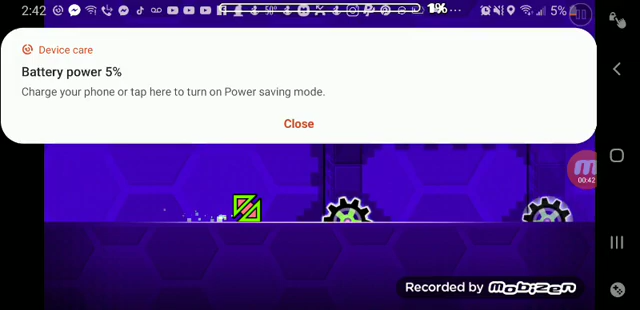 2:42
5%
Device care
Battery power 5%
Charge your phone or tap here to turn on Power saving mode.
Close
00:42
Recorded by Mobizen